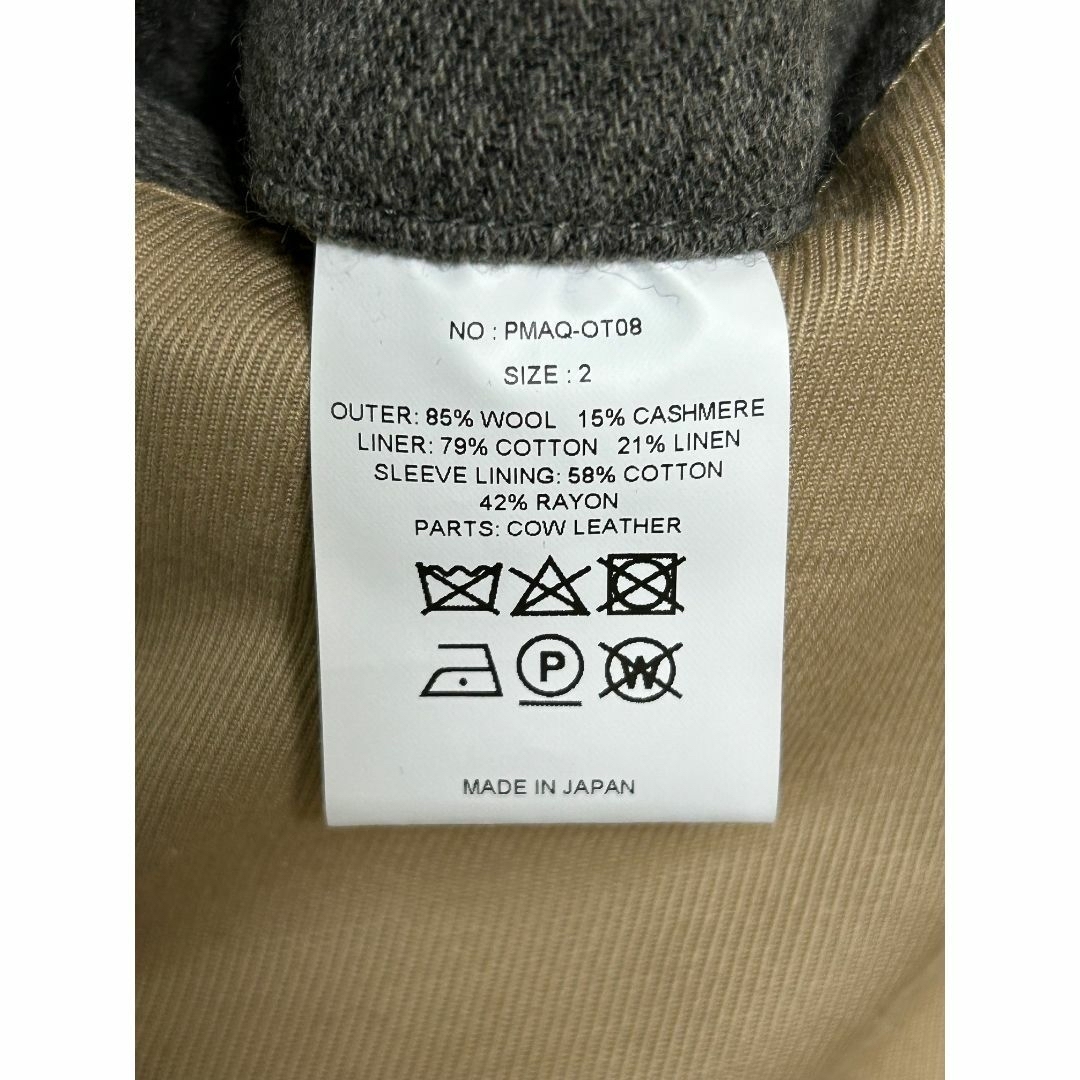 NO : PMAQ-OT08
SIZE : 2
OUTER: 85% WOOL 15% CASHMERE
LINER: 79% COTTON 21% LINEN
SLEEVE LINING: 58% COTTON
42% RAYON
PARTS: COW LEATHER
P W
MADE IN JAPAN